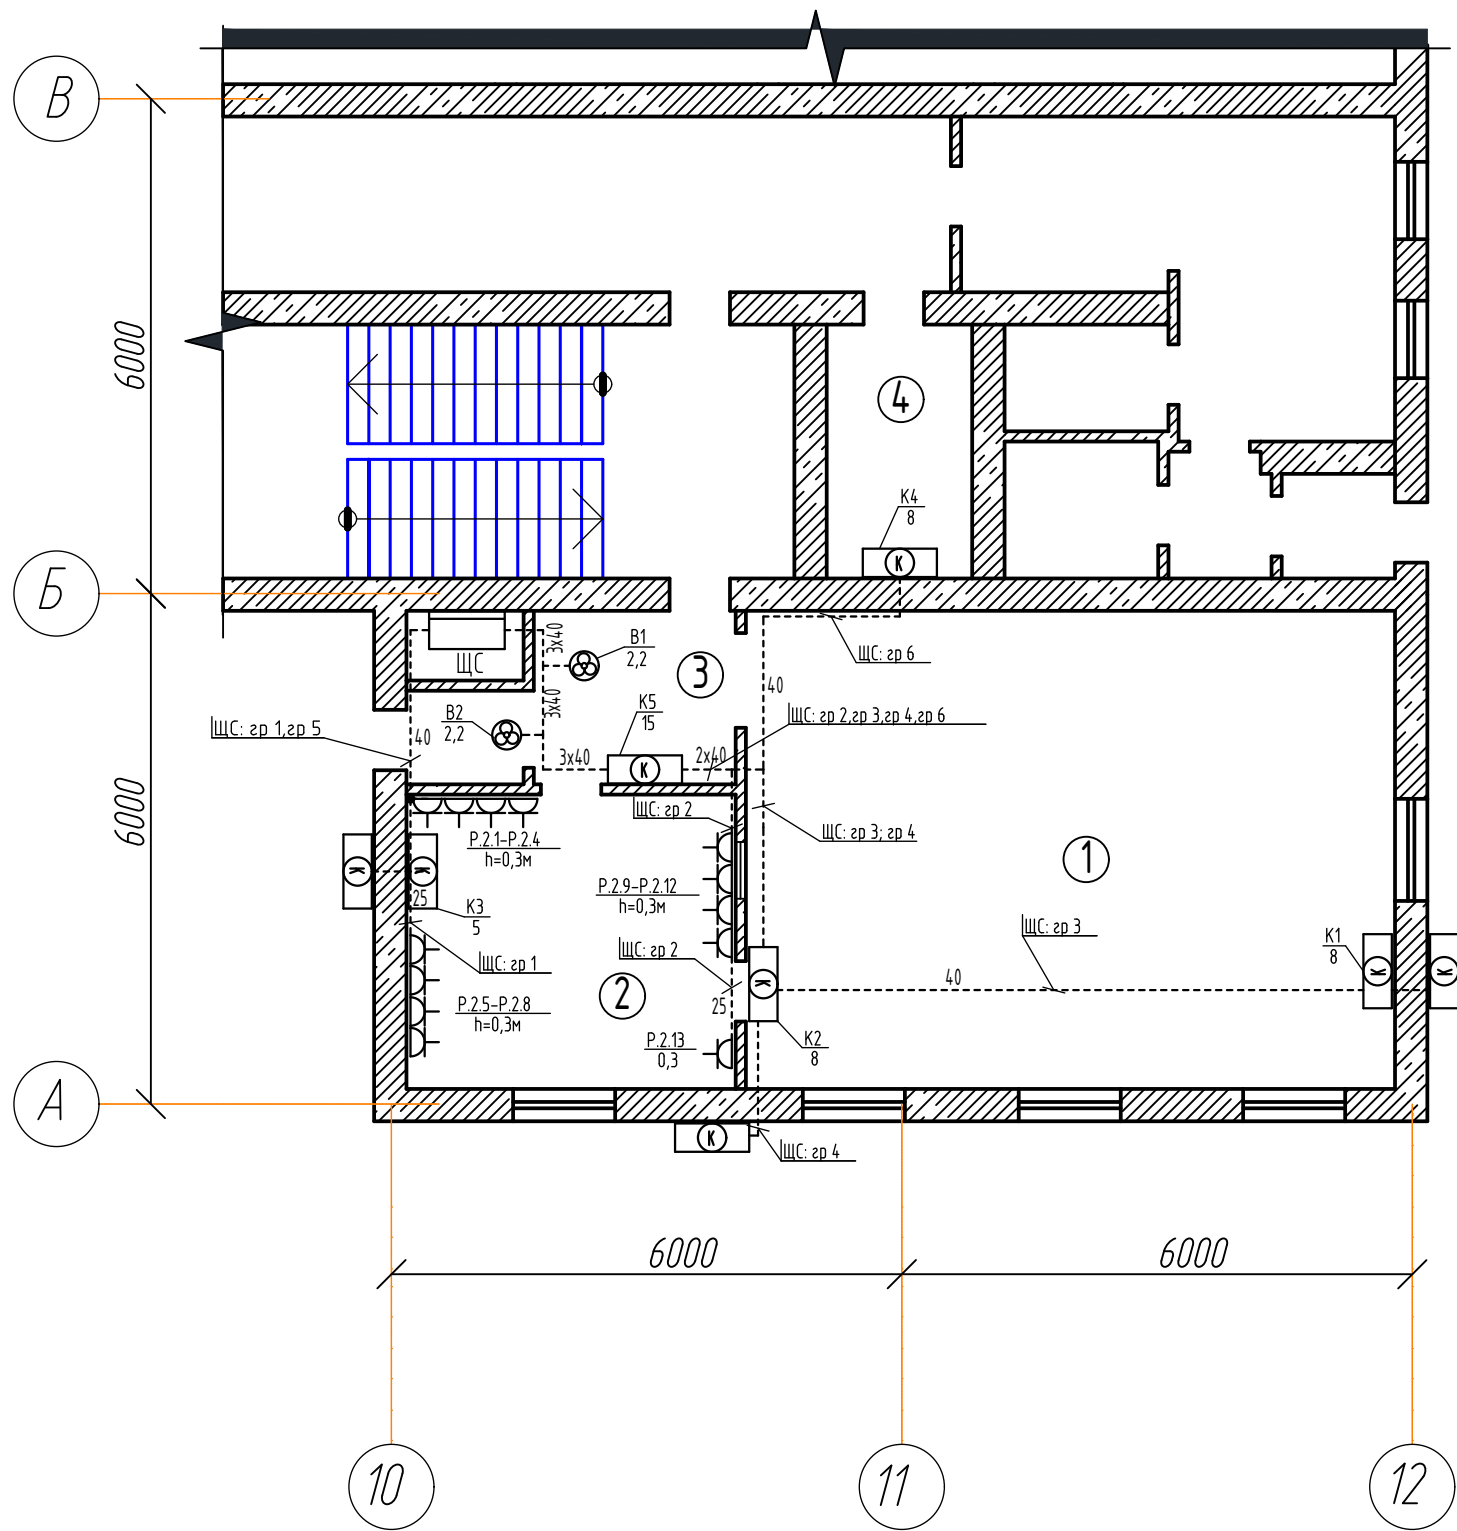 В
6000
4
К4
8
К
Б
3х40
В1
2,2
ЩС
3
ЩС: гр 6
40
3х40
К5
15
В2
2,2
ЩС: гр 2,гр 3,гр 4,гр 6
ЩС: гр 1,гр 5
40
3х40
2х40
К
6000
ЩС: гр 2
ЩС: гр 3; гр 4
Р.2.1-Р.2.4
h=0,3м
1
К
К
Р.2.9-Р.2.12
h=0,3м
25
К3
5
ЩС: гр 3
К1
8
ЩС: гр 2
ЩС: гр 1
40
К
К
К
2
25
Р.2.5-Р.2.8
h=0,3м
Р.2.13
0,3
К2
8
А
К
ЩС: гр 4
6000
6000
10
11
12